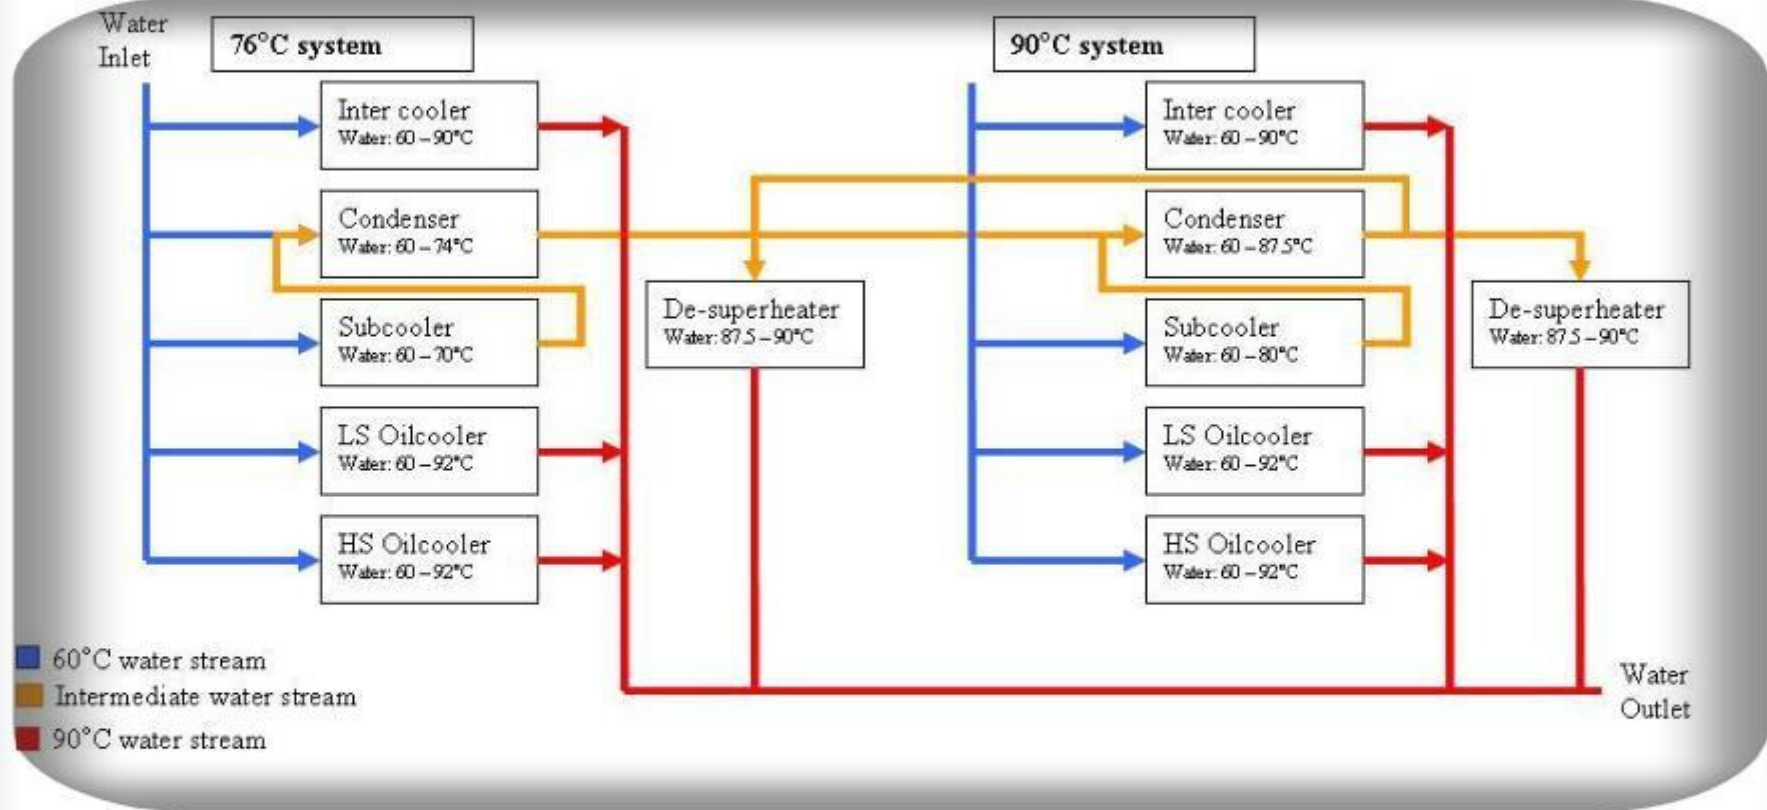 Water
Inlet
76°C system
Inter cooler
Water: 60 – 90°C
Condenser
Water: 60 – 74°C
Subcooler
Water: 60 – 70°C
LS Oilcooler
Water: 60 – 92°C
HS Oilcooler
Water: 60 – 92°C
De-superheater
Water: 87.5 – 90°C
90°C system
Inter cooler
Water: 60 – 90°C
Condenser
Water: 60 – 87.5°C
Subcooler
Water: 60 – 80°C
LS Oilcooler
Water: 60 – 92°C
HS Oilcooler
Water: 60 – 92°C
De-superheater
Water: 87.5 – 90°C
60°C water stream
Intermediate water stream
90°C water stream
Water
Outlet